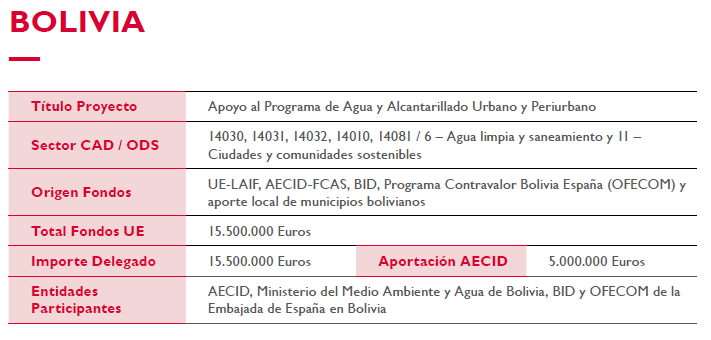 BOLIVIA
Título Proyecto
Apoyo al Programa de Agua y Alcantarillado Urbano y Periurbano
Sector CAD / ODS
14030, 14031, 14032, 14010, 14081 / 6 – Agua limpia y saneamiento y 11 –
Ciudades y comunidades sostenibles
Origen Fondos
UE-LAIF, AECID-FCAS, BID, Programa Contravalor Bolivia España (OFECOM) y
aporte local de municipios bolivianos
Total Fondos UE
15.500.000 Euros
Importe Delegado
15.500.000 Euros
Aportación AECID
5.000.000 Euros
Entidades
Participantes
AECID, Ministerio del Medio Ambiente y Agua de Bolivia, BID y OFECOM de la
Embajada de España en Bolivia